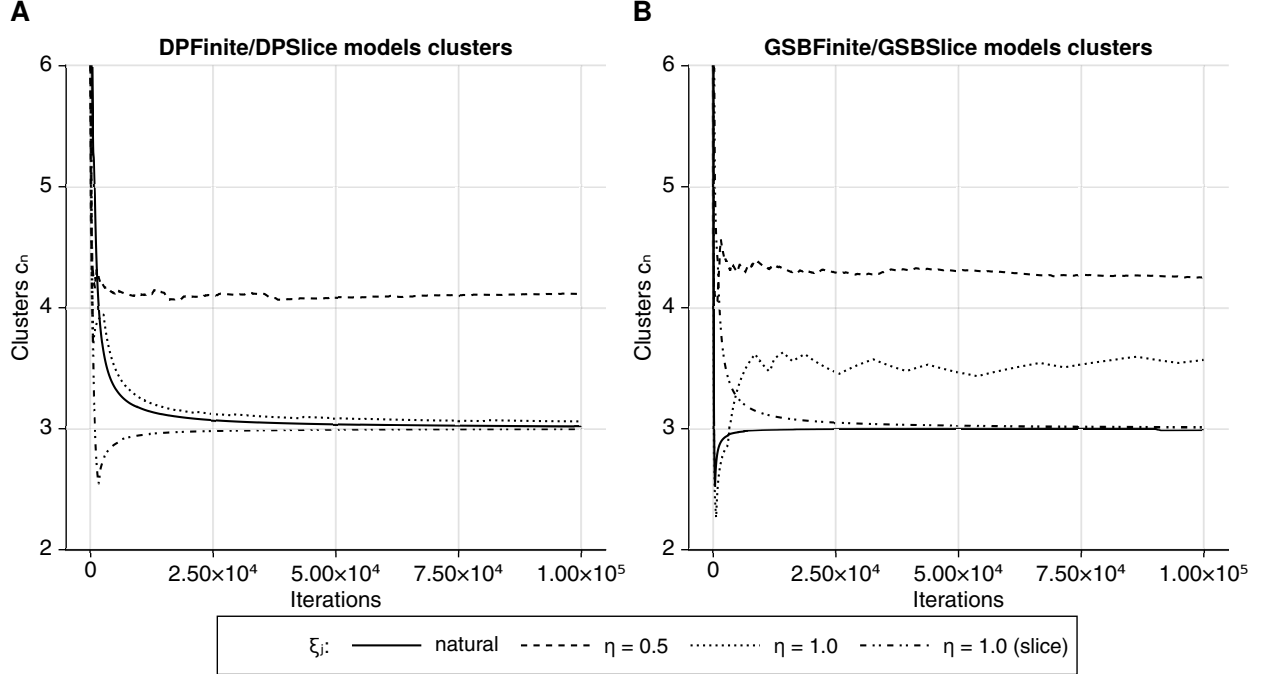 A
DPFinite/DPSlice models clusters
6
5
4
3
2
Clusters cₙ
0
2.50×10⁴
5.00×10⁴
7.50×10⁴
1.00×10⁵
Iterations
B
GSBFinite/GSBSlice models clusters
6
5
4
3
2
Clusters cₙ
0
2.50×10⁴
5.00×10⁴
7.50×10⁴
1.00×10⁵
Iterations
ξⱼ: natural η = 0.5 η = 1.0 η = 1.0 (slice)